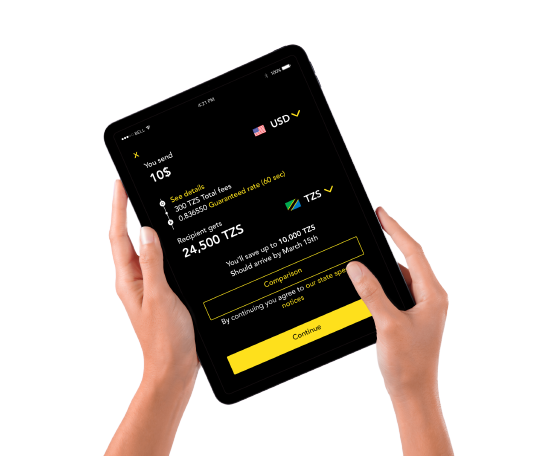 BELL
4:21 PM
100%
×
You send
10$
USD
See details
300 TZS Total fees
0.836550 Guaranteed rate (60 sec)
Recipient gets
24,500 TZS
TZS
You'll save up to 10,000 TZS
Should arrive by March 15th
Comparison
By continuing you agree to our state
notices
Continue